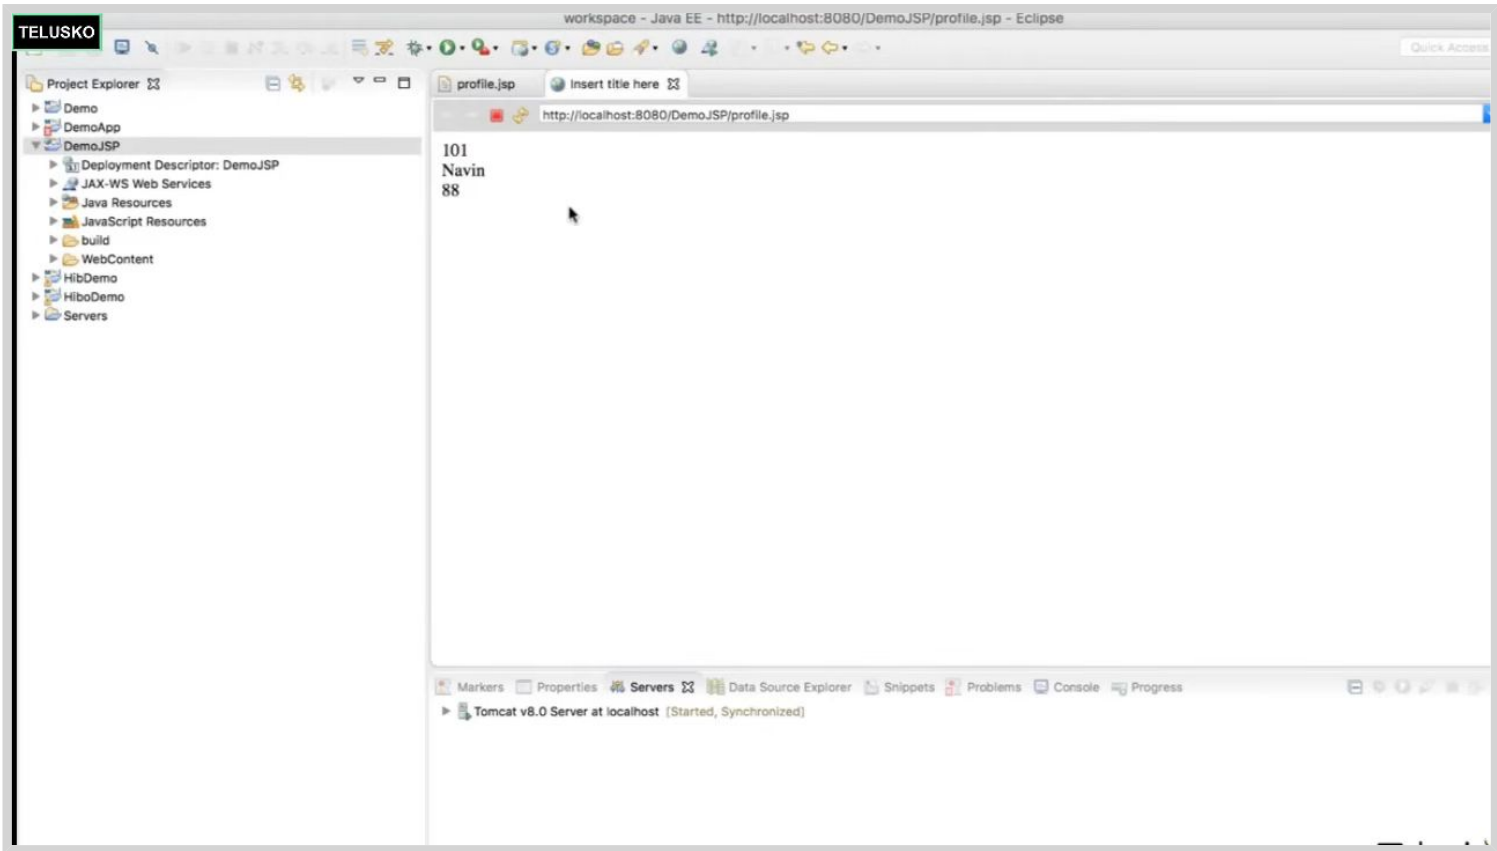 workspace - Java EE - http://localhost:8080/DemoJSP/profile.jsp - Eclipse
TELUSKO
Quick Access
Project Explorer
profile.jsp
Insert title here
http://localhost:8080/DemoJSP/profile.jsp
Demo
DemoApp
DemoJSP
Deployment Descriptor: DemoJSP
JAX-WS Web Services
Java Resources
JavaScript Resources
build
WebContent
HibDemo
HiboDemo
Servers
101
Navin
88
Markers Properties Servers Data Source Explorer Snippets Problems Console Progress
Tomcat v8.0 Server at localhost [Started, Synchronized]